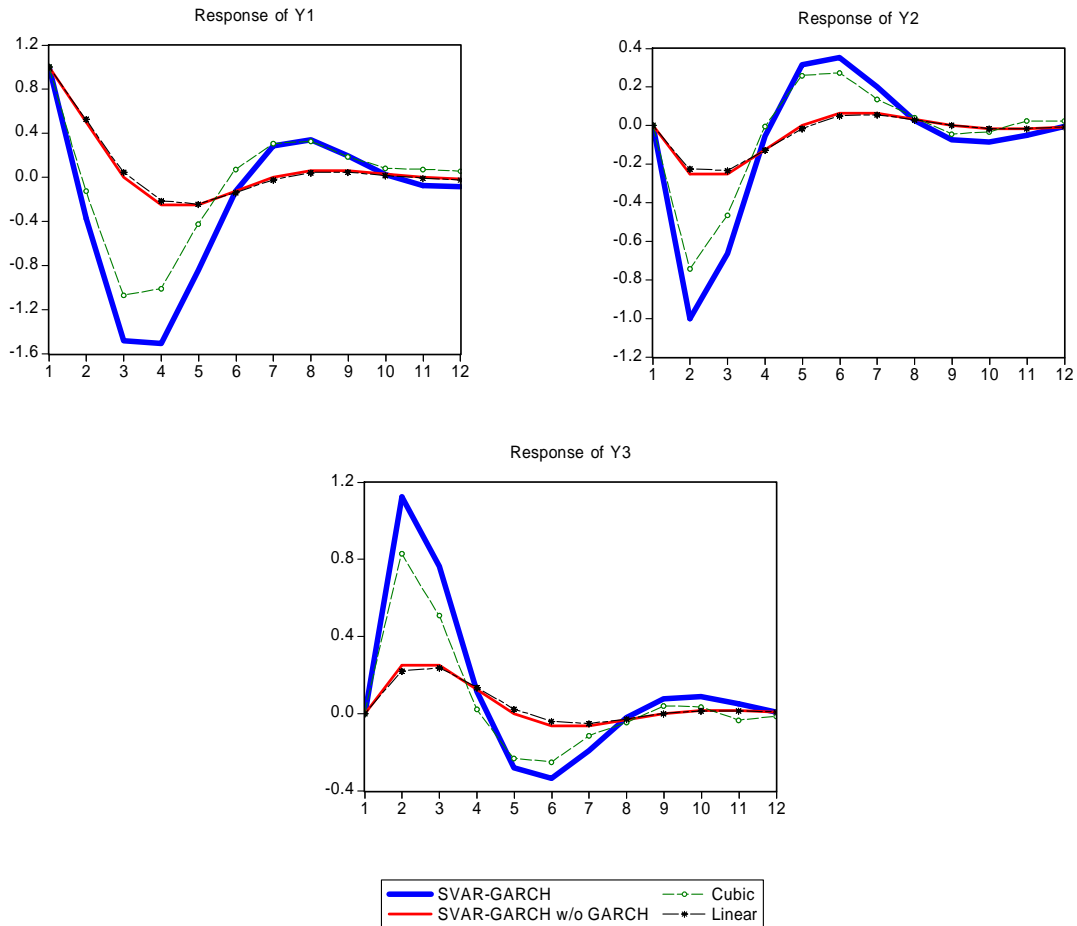 Response of Y1
1.2
0.8
0.4
0.0
-0.4
-0.8
-1.2
-1.6
1 2 3 4 5 6 7 8 9 10 11 12
Response of Y2
0.4
0.2
0.0
-0.2
-0.4
-0.6
-0.8
-1.0
-1.2
1 2 3 4 5 6 7 8 9 10 11 12
Response of Y3
1.2
0.8
0.4
0.0
-0.4
1 2 3 4 5 6 7 8 9 10 11 12
SVAR-GARCH Cubic
SVAR-GARCH w/o GARCH Linear